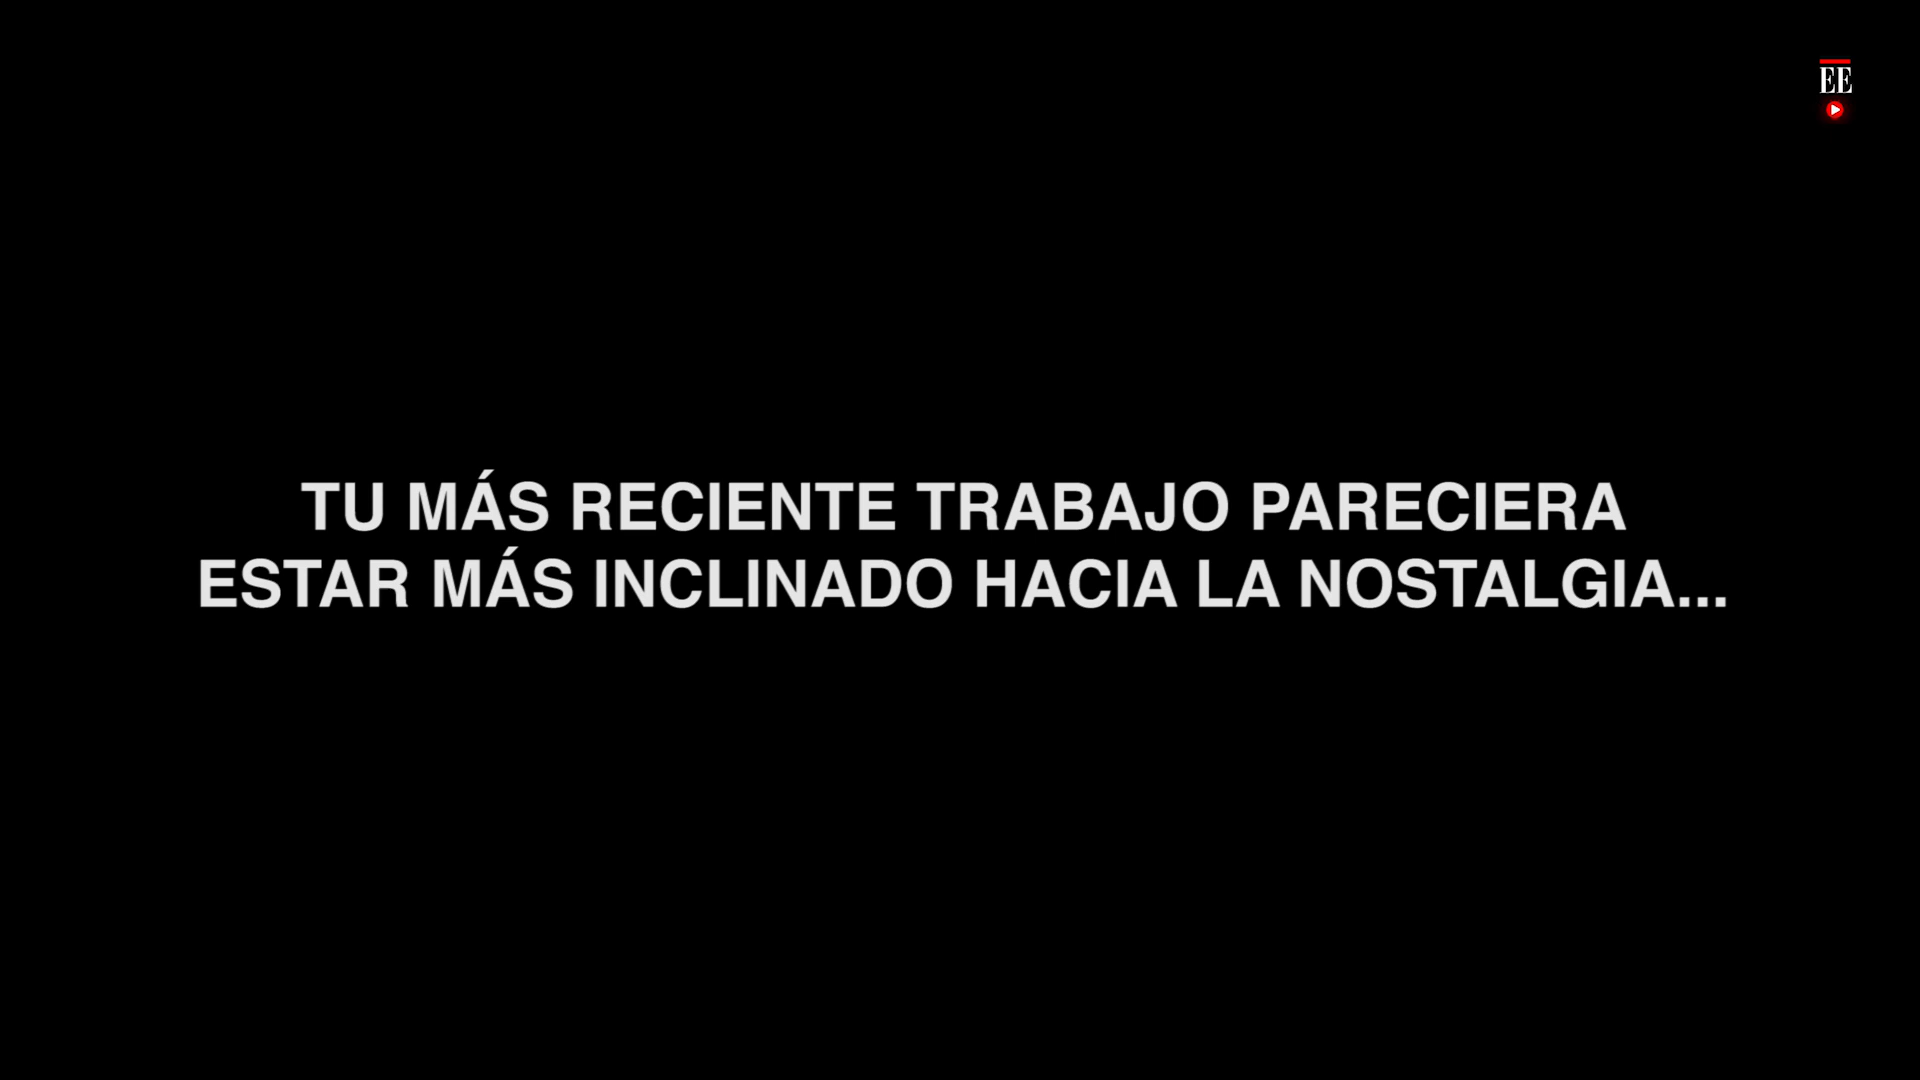 EE
TU MÁS RECIENTE TRABAJO PARECIERA
ESTAR MÁS INCLINADO HACIA LA NOSTALGIA...